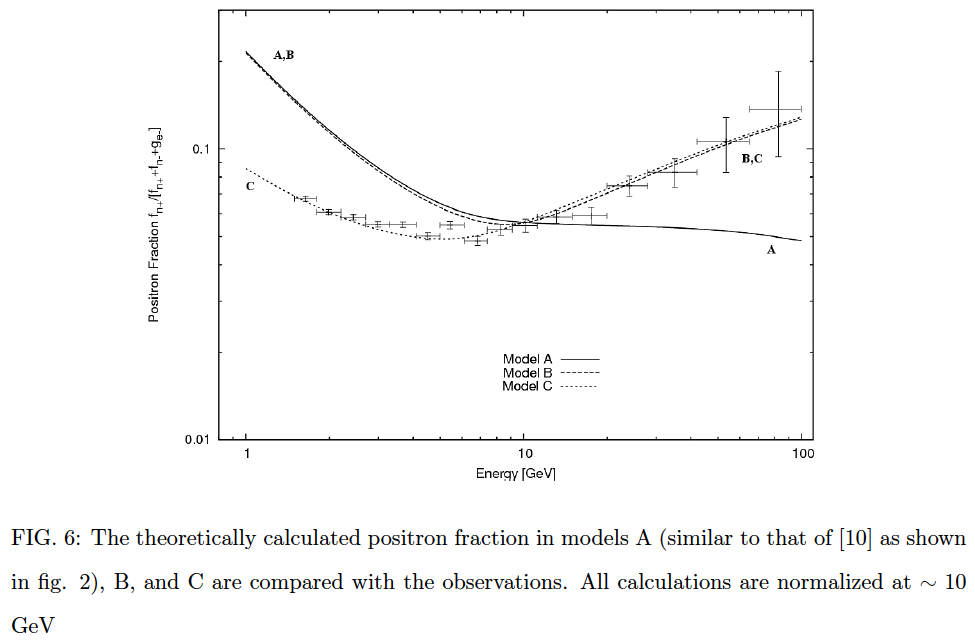 A,B
0.1
B,C
C
A
Positron Fraction f_{n+}/[f_{n+}+f_{n-}+g_{e-}]
Model A
Model B
Model C
0.01
1
10
100
Energy [GeV]
FIG. 6: The theoretically calculated positron fraction in models A (similar to that of [10] as shown
in fig. 2), B, and C are compared with the observations. All calculations are normalized at ∼ 10
GeV